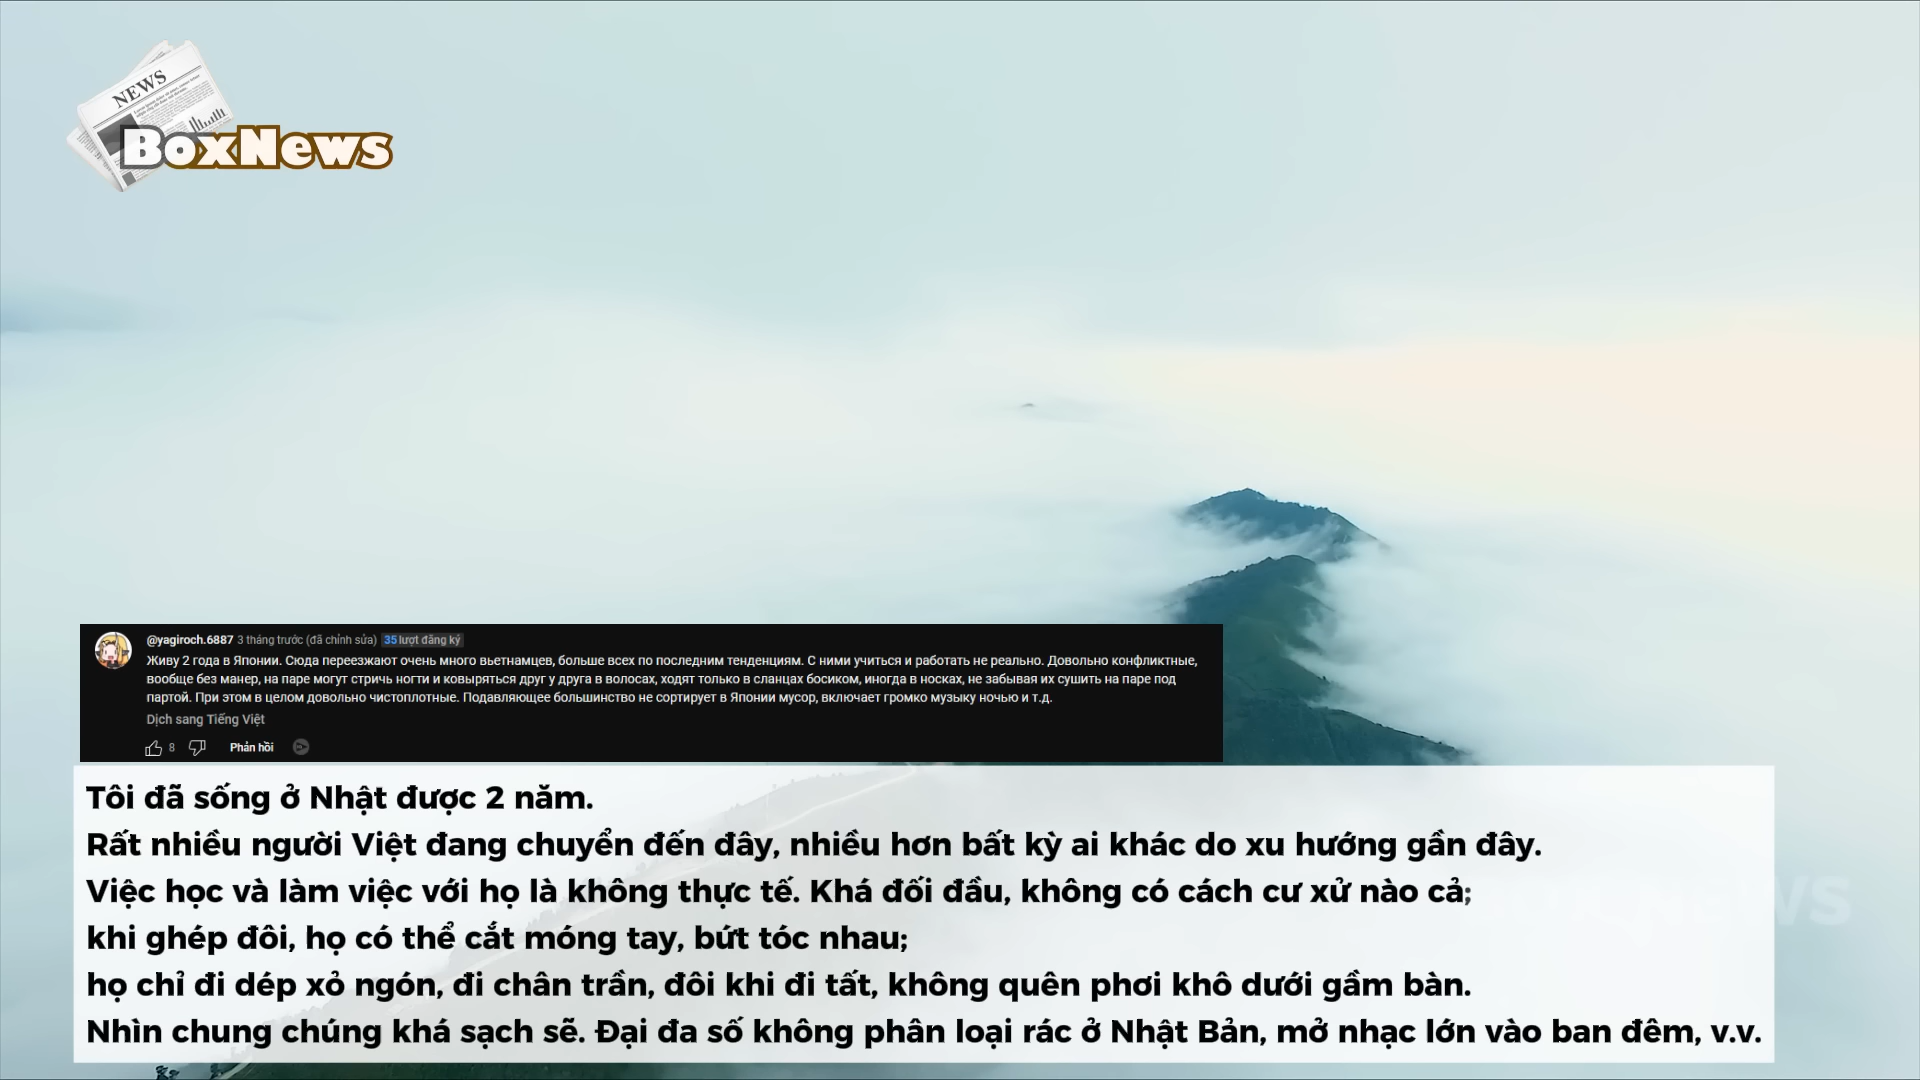 NEWS
BoxNews
@yagiroch.6887 3 tháng trước (đã chỉnh sửa) 35 lượt đăng ký
Живу 2 года в Японии. Сюда переезжают очень много вьетнамцев, больше всех по последним тенденциям. С ними учиться и работать не реально. Довольно конфликтные,
вообще без манер, на паре могут стричь ногти и ковыряться друг у друга в волосах, ходят только в сланцах босиком, иногда в носках, не забывая их сушить на паре под
партой. При этом в целом довольно чистоплотные. Подавляющее большинство не сортирует в Японии мусор, включает громко музыку ночью и т.д.
Dịch sang Tiếng Việt
8 Phản hồi
Tôi đã sống ở Nhật được 2 năm.
Rất nhiều người Việt đang chuyển đến đây, nhiều hơn bất kỳ ai khác do xu hướng gần đây.
Việc học và làm việc với họ là không thực tế. Khá đối đầu, không có cách cư xử nào cả;
khi ghép đôi, họ có thể cắt móng tay, bứt tóc nhau;
họ chỉ đi dép xỏ ngón, đi chân trần, đôi khi đi tất, không quên phơi khô dưới gầm bàn.
Nhìn chung chúng khá sạch sẽ. Đại đa số không phân loại rác ở Nhật Bản, mở nhạc lớn vào ban đêm, v.v.